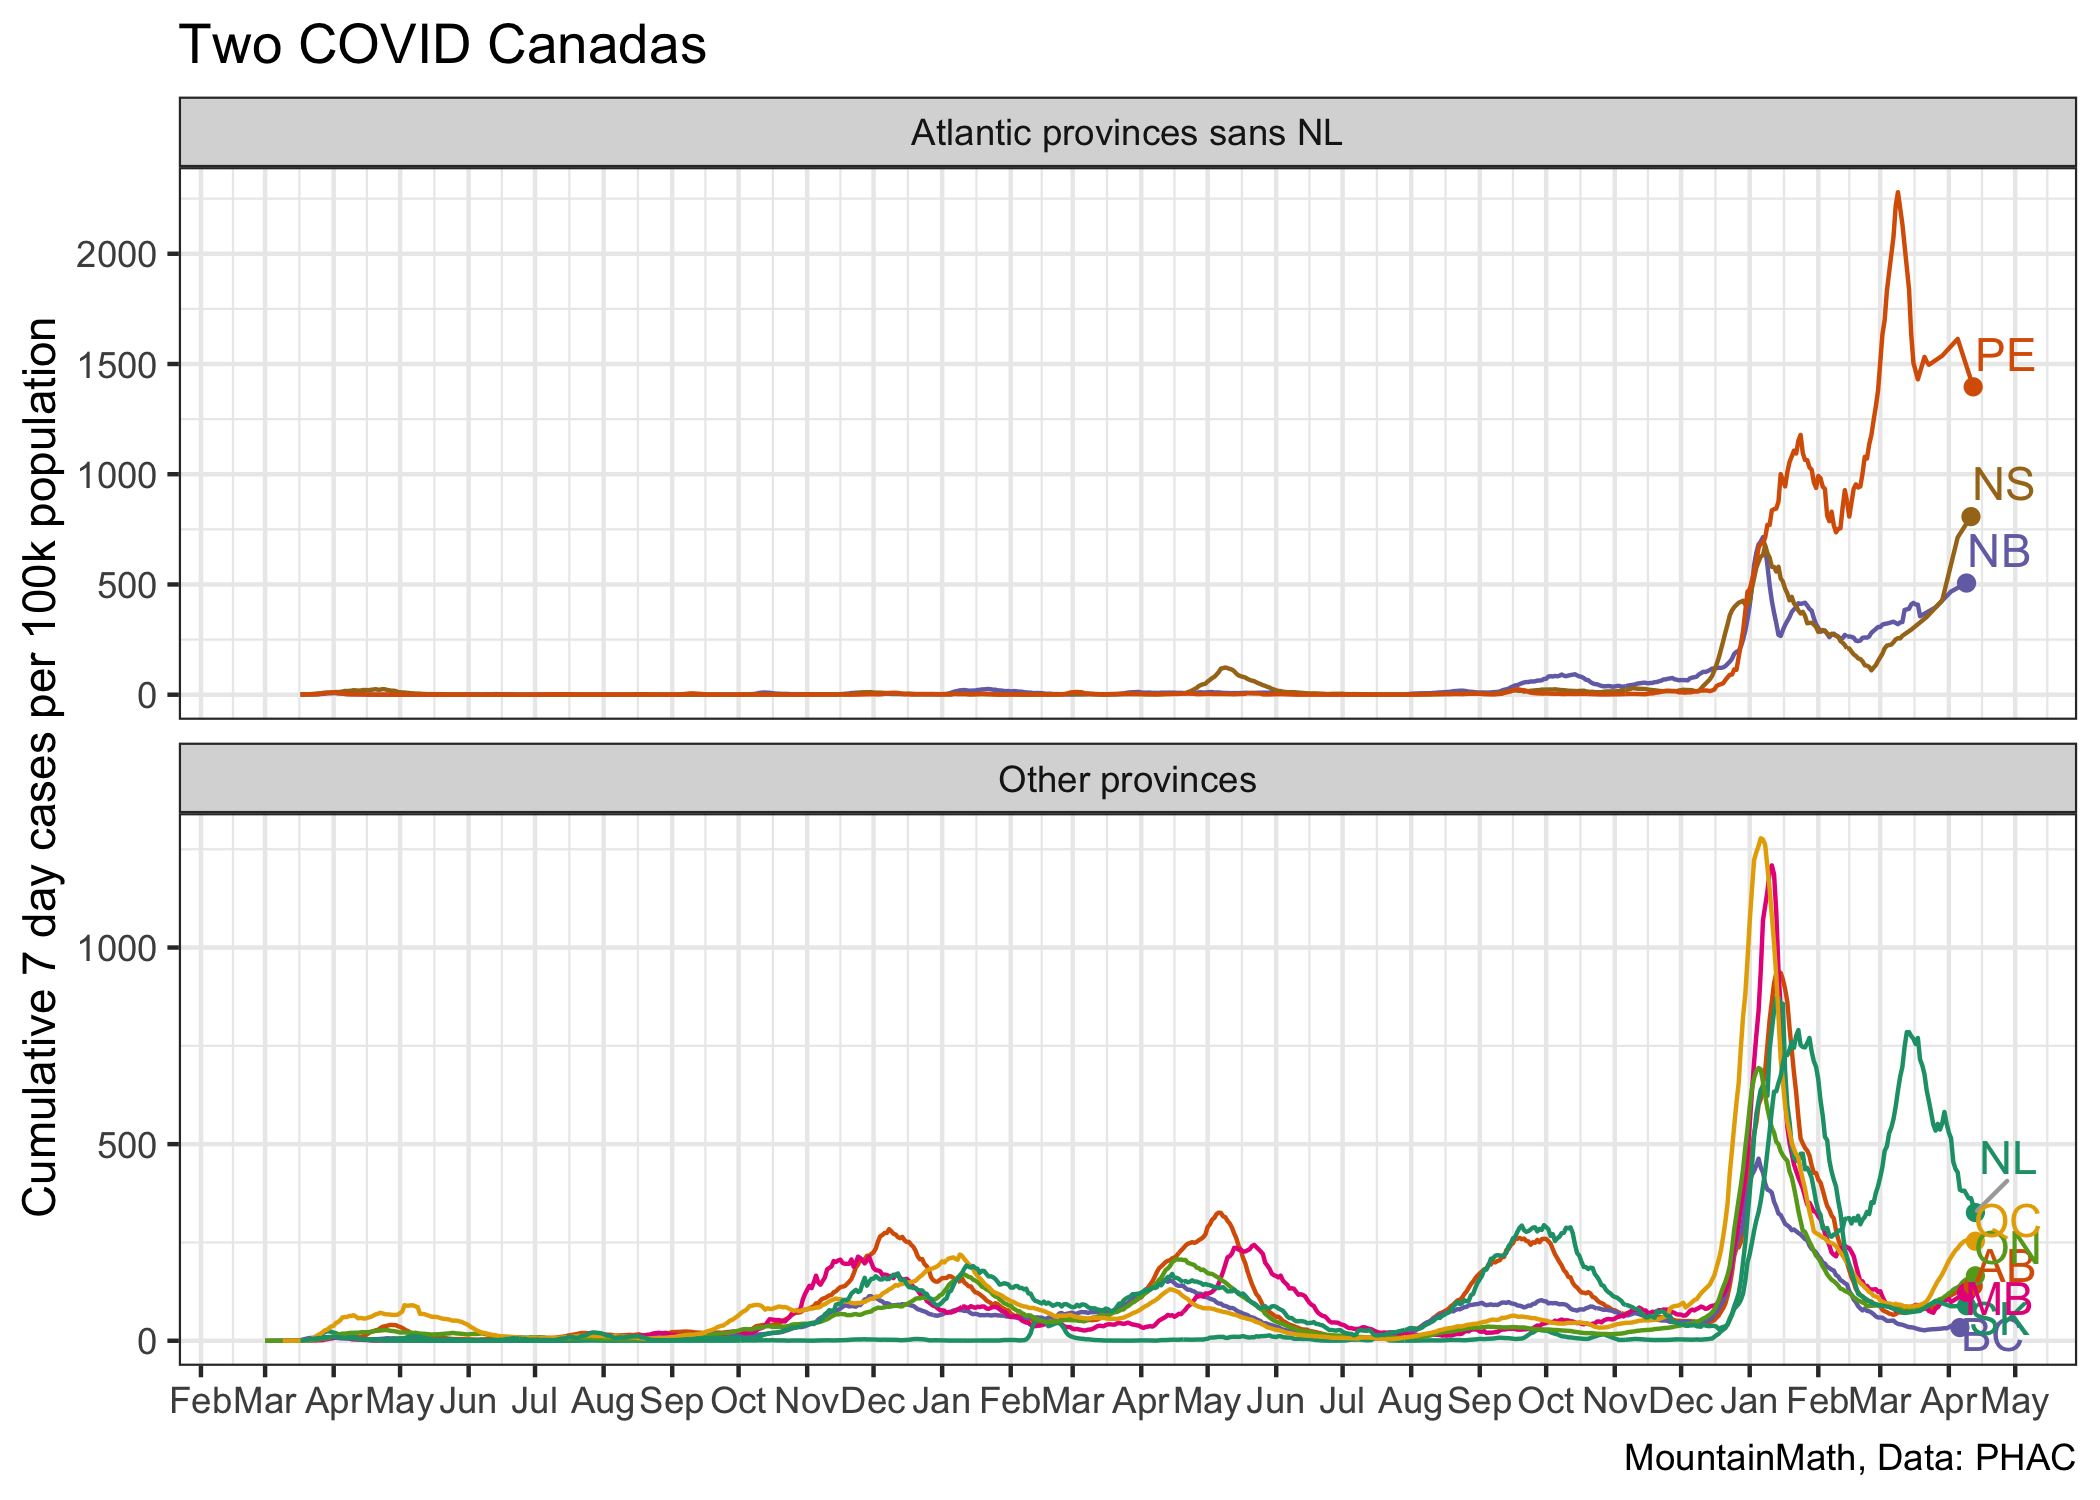 Two COVID Canadas
Atlantic provinces sans NL
2000
1500
1000
500
0
PE
NS
NB
Cumulative 7 day cases per 100k population
Other provinces
1000
500
0
NL
QC
ON
AB
MB
SK
BC
Feb Mar Apr May Jun Jul Aug Sep Oct Nov Dec Jan Feb Mar Apr May Jun Jul Aug Sep Oct Nov Dec Jan Feb Mar Apr May
MountainMath, Data: PHAC